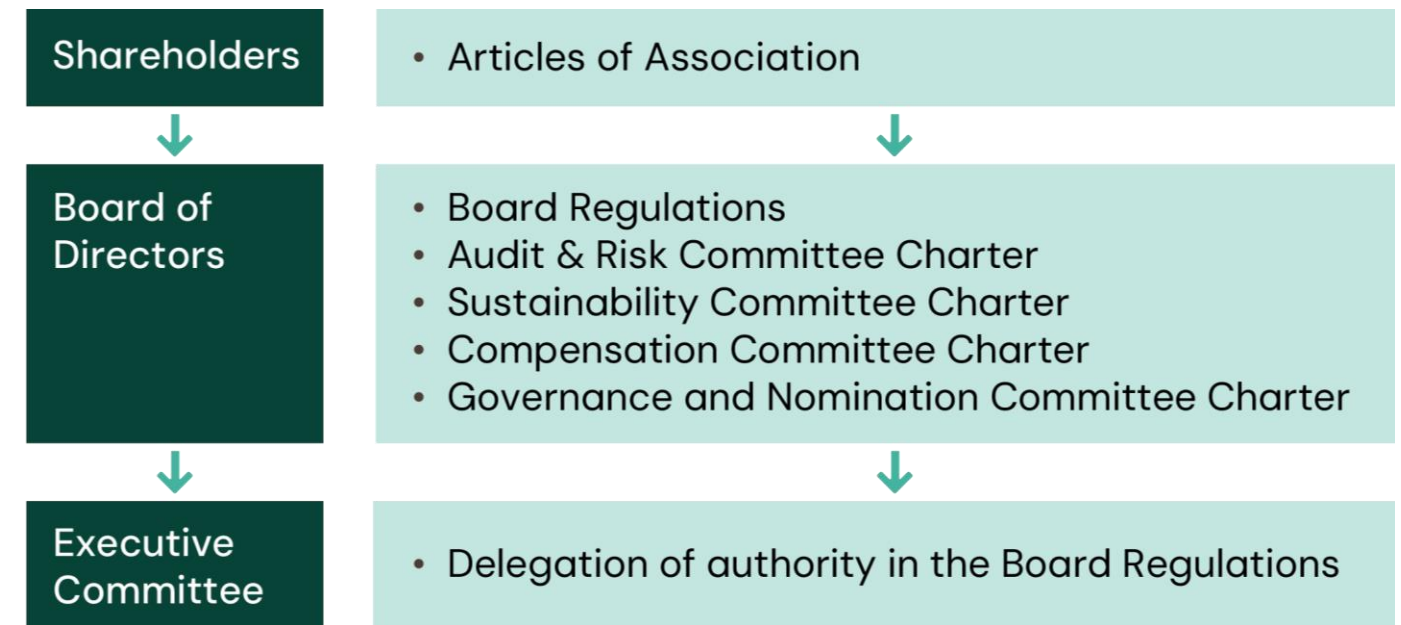 Shareholders
• Articles of Association
Board of
Directors
• Board Regulations
• Audit & Risk Committee Charter
• Sustainability Committee Charter
• Compensation Committee Charter
• Governance and Nomination Committee Charter
Executive
Committee
• Delegation of authority in the Board Regulations